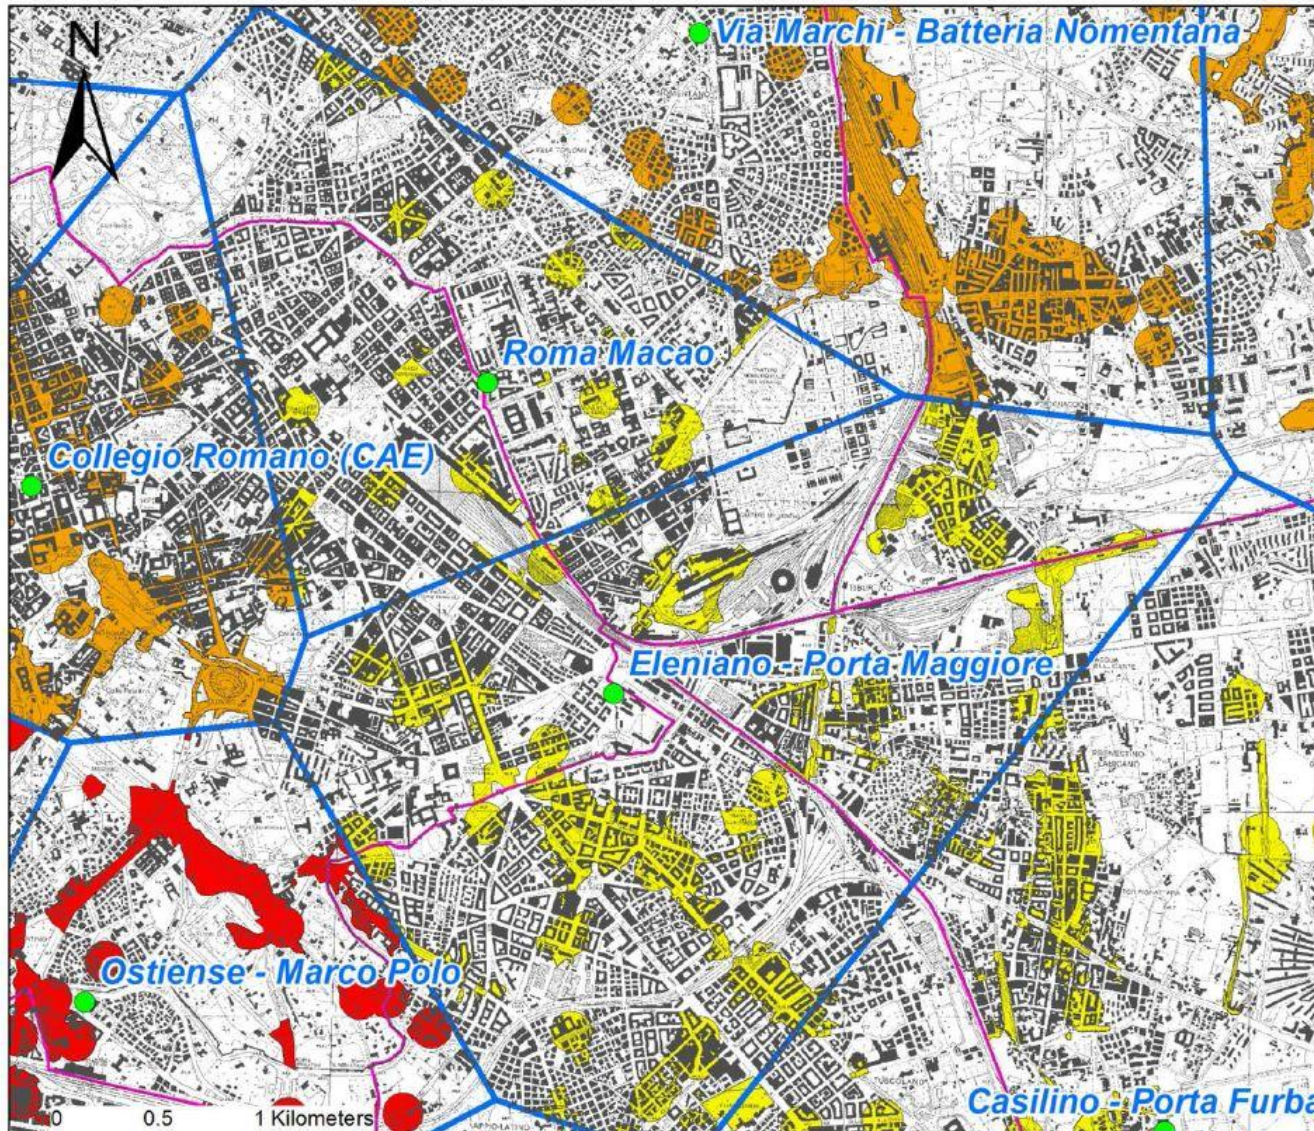 N
Via Marchi - Batteria Nomentana
Roma Macao
Collegio Romano (CAE)
Eleniano - Porta Maggiore
Ostiense - Marco Polo
0 0.5 1 Kilometers
Casilino - Porta Furba